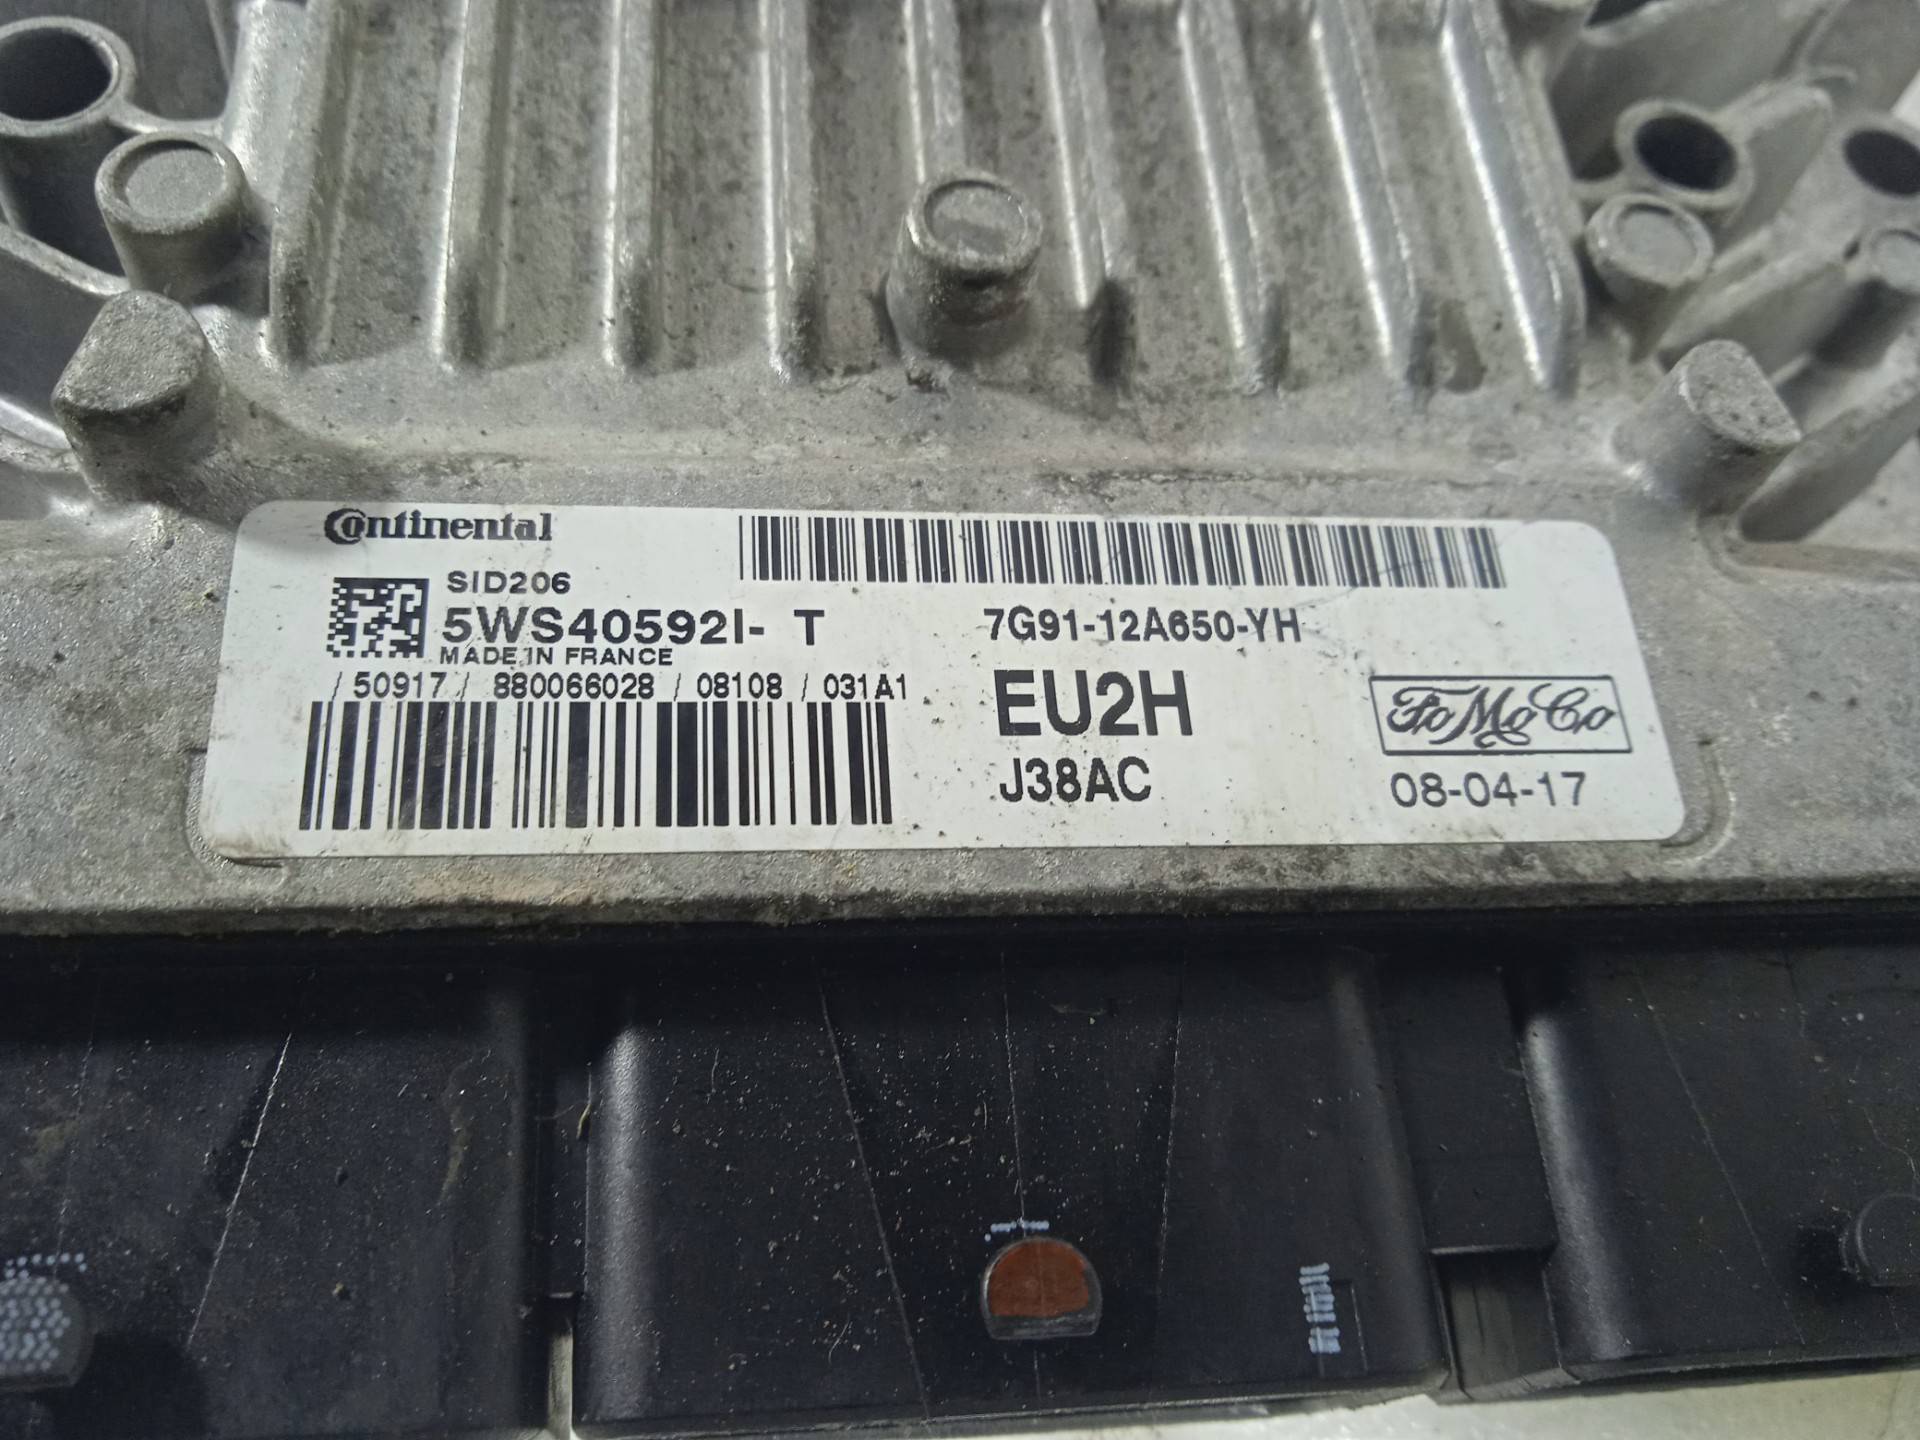 Continental
SID206
5WS40592I- T
MADE IN FRANCE
/ 50917 / 880066028 / 08108 / 031A1
7G91-12A650-YH
EU2H
J38AC
FoMoCo
08-04-17